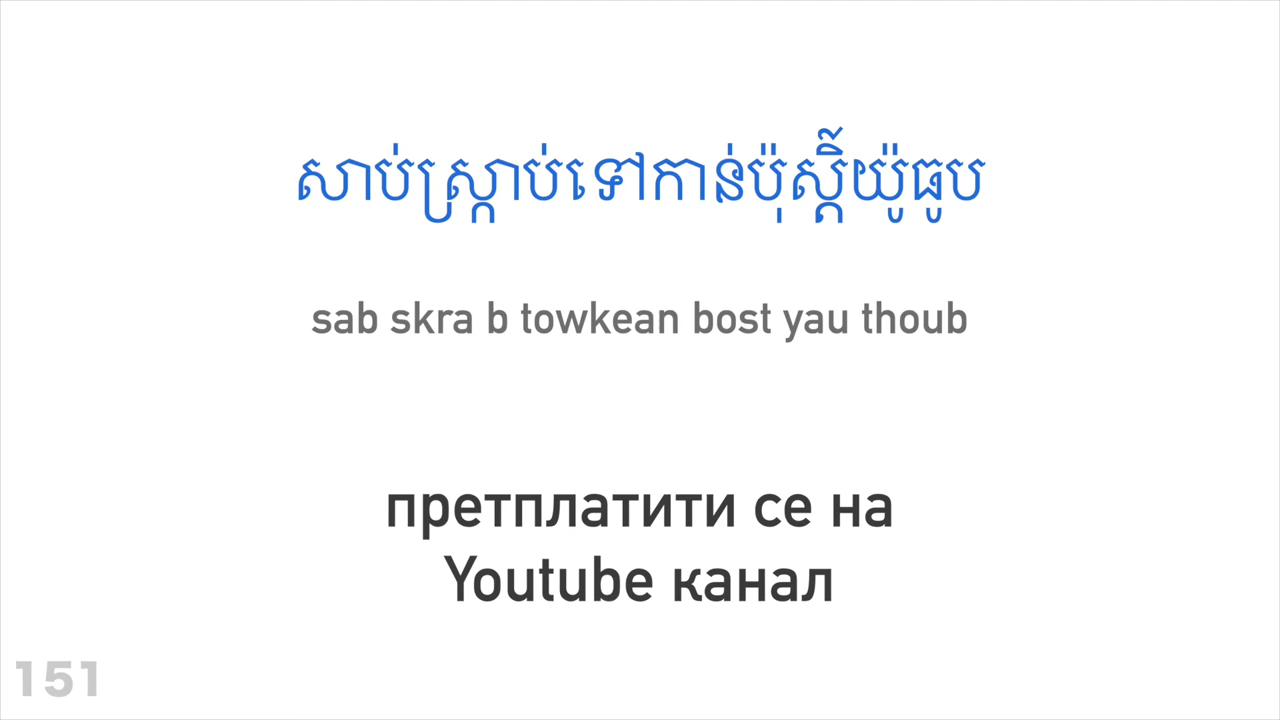 សាប់ស្ក្រាប់ទៅកាន់ប៉ុស្តិ៍យ៉ូធូប
sab skra b towkean bost yau thoub
претплатити се на
Youtube канал
151